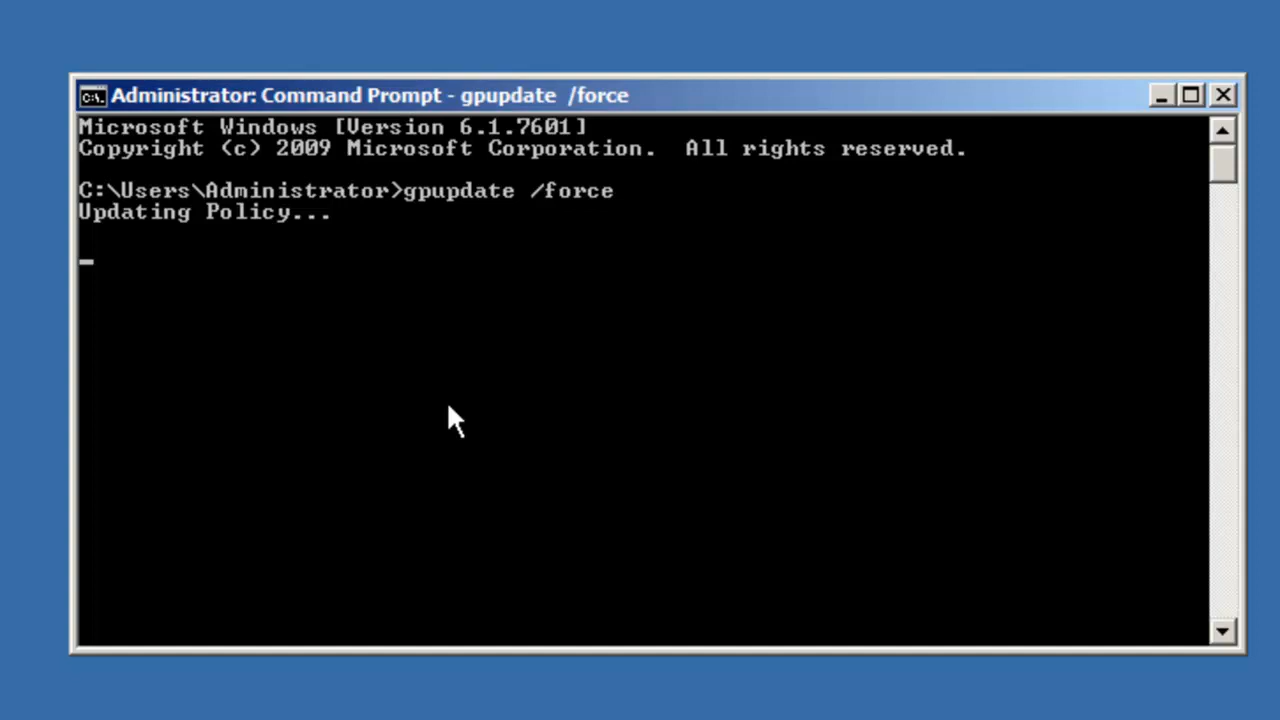 Administrator: Command Prompt - gpupdate  /force
Microsoft Windows [Version 6.1.7601]
Copyright (c) 2009 Microsoft Corporation.  All rights reserved.
C:\Users\Administrator>gpupdate /force
Updating Policy...